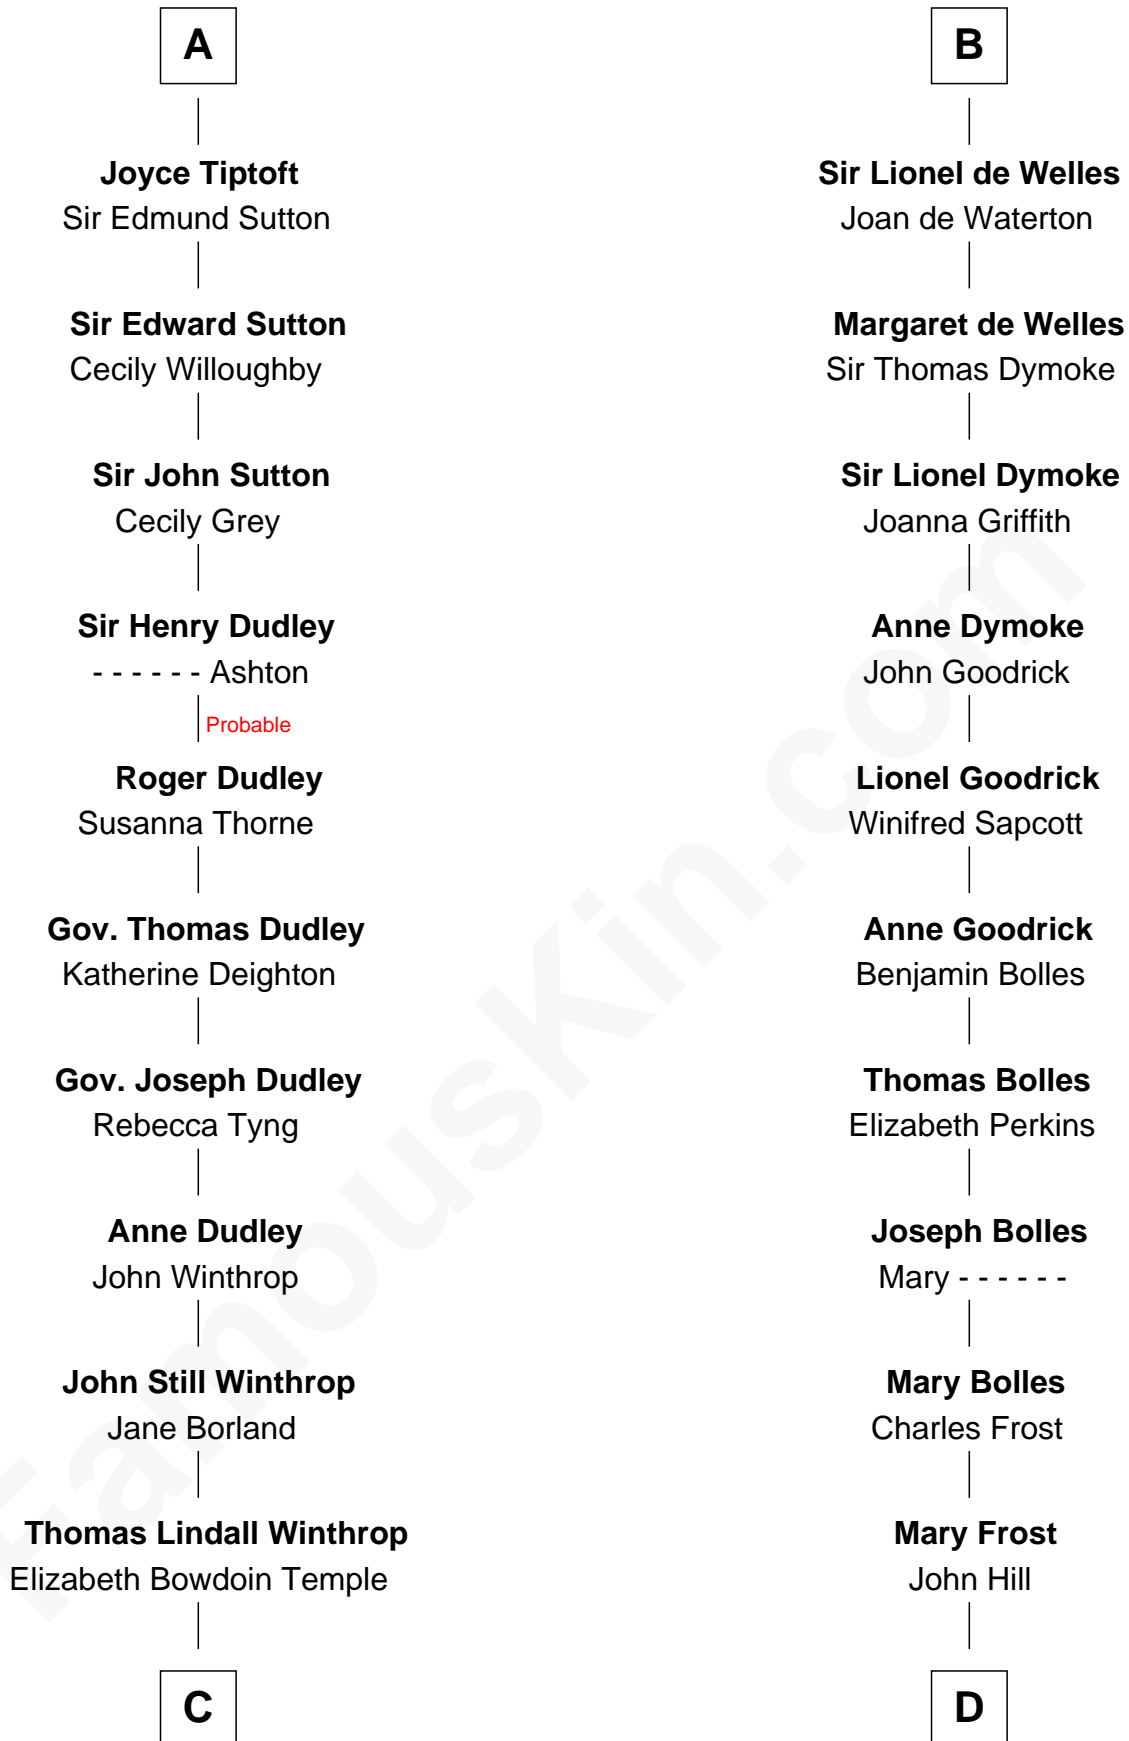 A
Joyce Tiptoft
Sir Edmund Sutton
Sir Edward Sutton
Cecily Willoughby
Sir John Sutton
Cecily Grey
Sir Henry Dudley
- - - - - - Ashton
Probable
Roger Dudley
Susanna Thorne
Gov. Thomas Dudley
Katherine Deighton
Gov. Joseph Dudley
Rebecca Tyng
Anne Dudley
John Winthrop
John Still Winthrop
Jane Borland
Thomas Lindall Winthrop
Elizabeth Bowdoin Temple
C
B
Sir Lionel de Welles
Joan de Waterton
Margaret de Welles
Sir Thomas Dymoke
Sir Lionel Dymoke
Joanna Griffith
Anne Dymoke
John Goodrick
Lionel Goodrick
Winifred Sapcott
Anne Goodrick
Benjamin Bolles
Thomas Bolles
Elizabeth Perkins
Joseph Bolles
Mary - - - - - -
Mary Bolles
Charles Frost
Mary Frost
John Hill
D
FamousKin.com